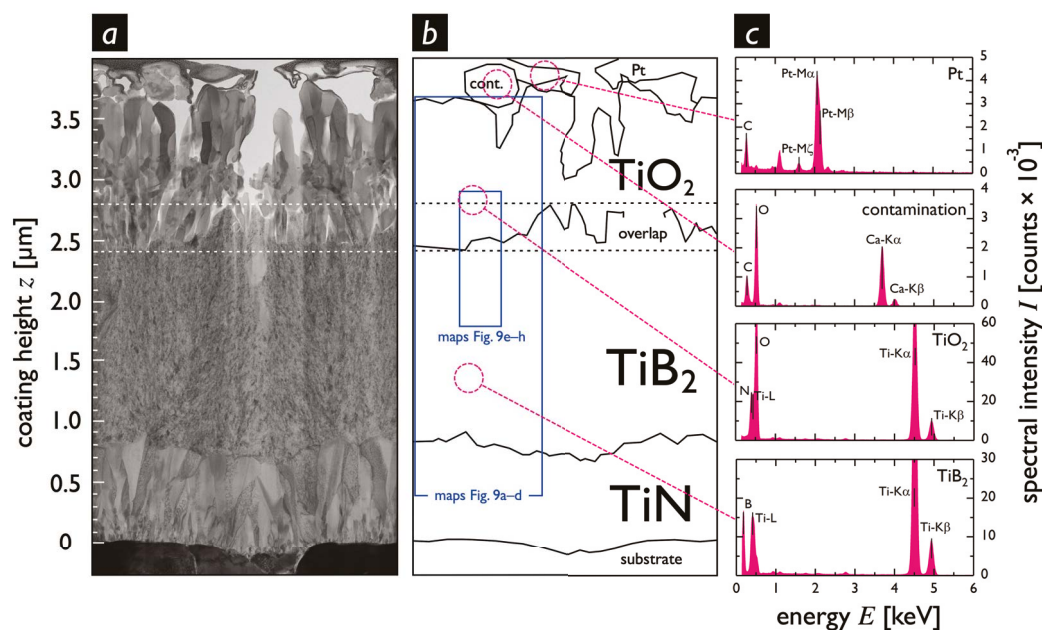 a
b
c
coating height z [µm]
3.5
3.0
2.5
2.0
1.5
1.0
0.5
0
cont.
Pt
TiO₂
overlap
maps Fig. 9e–h
TiB₂
maps Fig. 9a–d
TiN
substrate
Pt
Pt-Mα
Pt-Mβ
C
Pt-Mζ
5
4
3
2
1
0
contamination
O
Ca-Kα
C
Ca-Kβ
4
3
2
1
0
TiO₂
O
Ti-Kα
N
Ti-L
Ti-Kβ
60
40
20
0
TiB₂
Ti-Kα
B
Ti-L
Ti-Kβ
30
20
10
0
0 1 2 3 4 5 6
energy E [keV]
spectral intensity I [counts × 10⁻³]